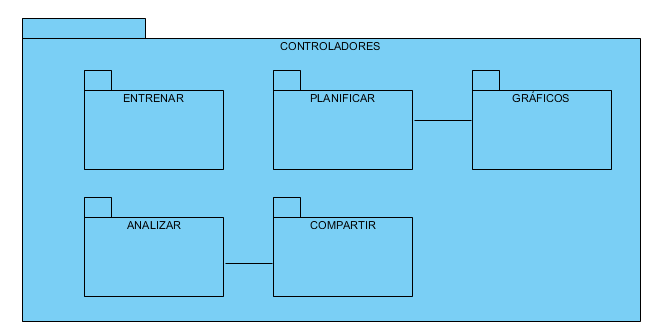 CONTROLADORES
ENTRENAR
PLANIFICAR
GRÁFICOS
ANALIZAR
COMPARTIR